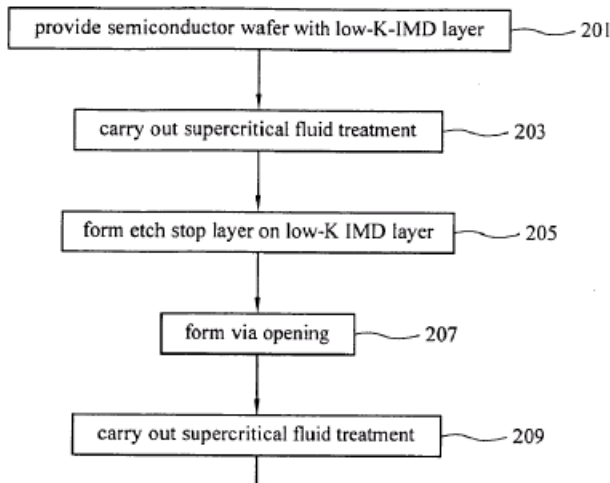 provide semiconductor wafer with low-K-IMD layer 201
carry out supercritical fluid treatment 203
form etch stop layer on low-K IMD layer 205
form via opening 207
carry out supercritical fluid treatment 209